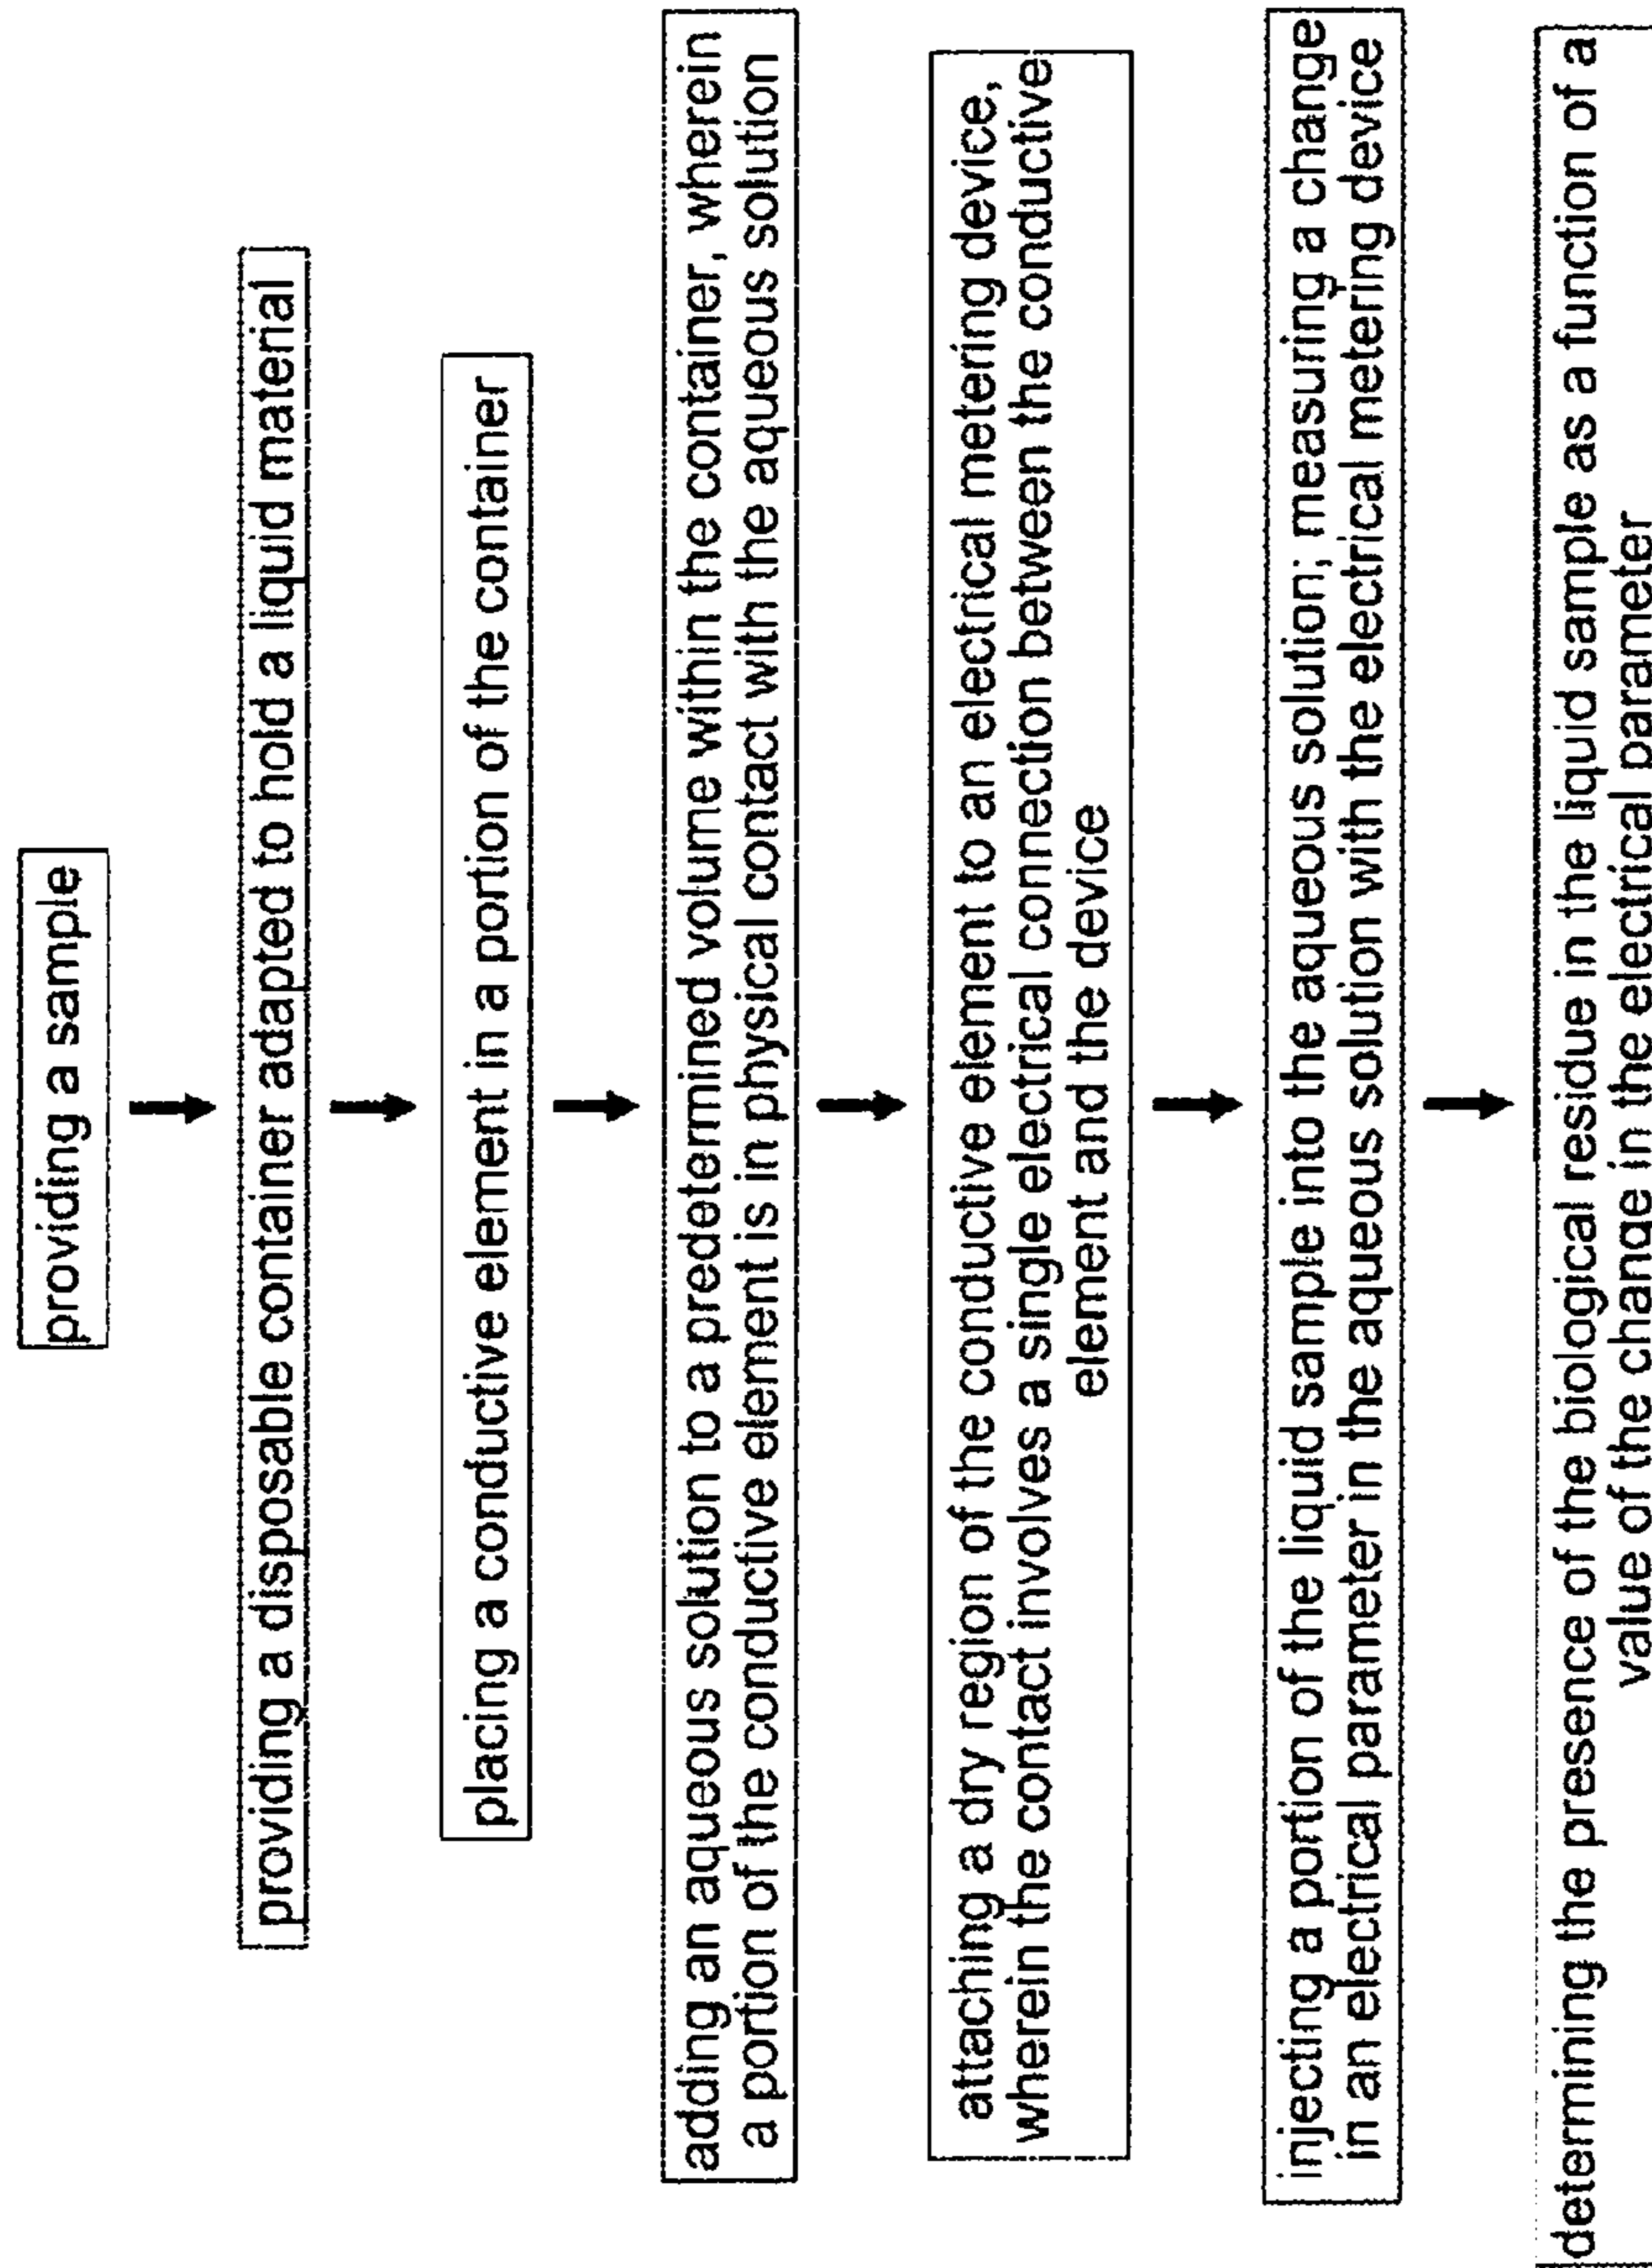 providing a sample
providing a disposable container adapted to hold a liquid material
placing a conductive element in a portion of the container
adding an aqueous solution to a predetermined volume within the container, wherein
a portion of the conductive element is in physical contact with the aqueous solution
attaching a dry region of the conductive element to an electrical metering device,
wherein the contact involves a single electrical connection between the conductive
element and the device
injecting a portion of the liquid sample into the aqueous solution; measuring a change
in an electrical parameter in the aqueous solution with the electrical metering device
determining the presence of the biological residue in the liquid sample as a function of a
value of the change in the electrical parameter